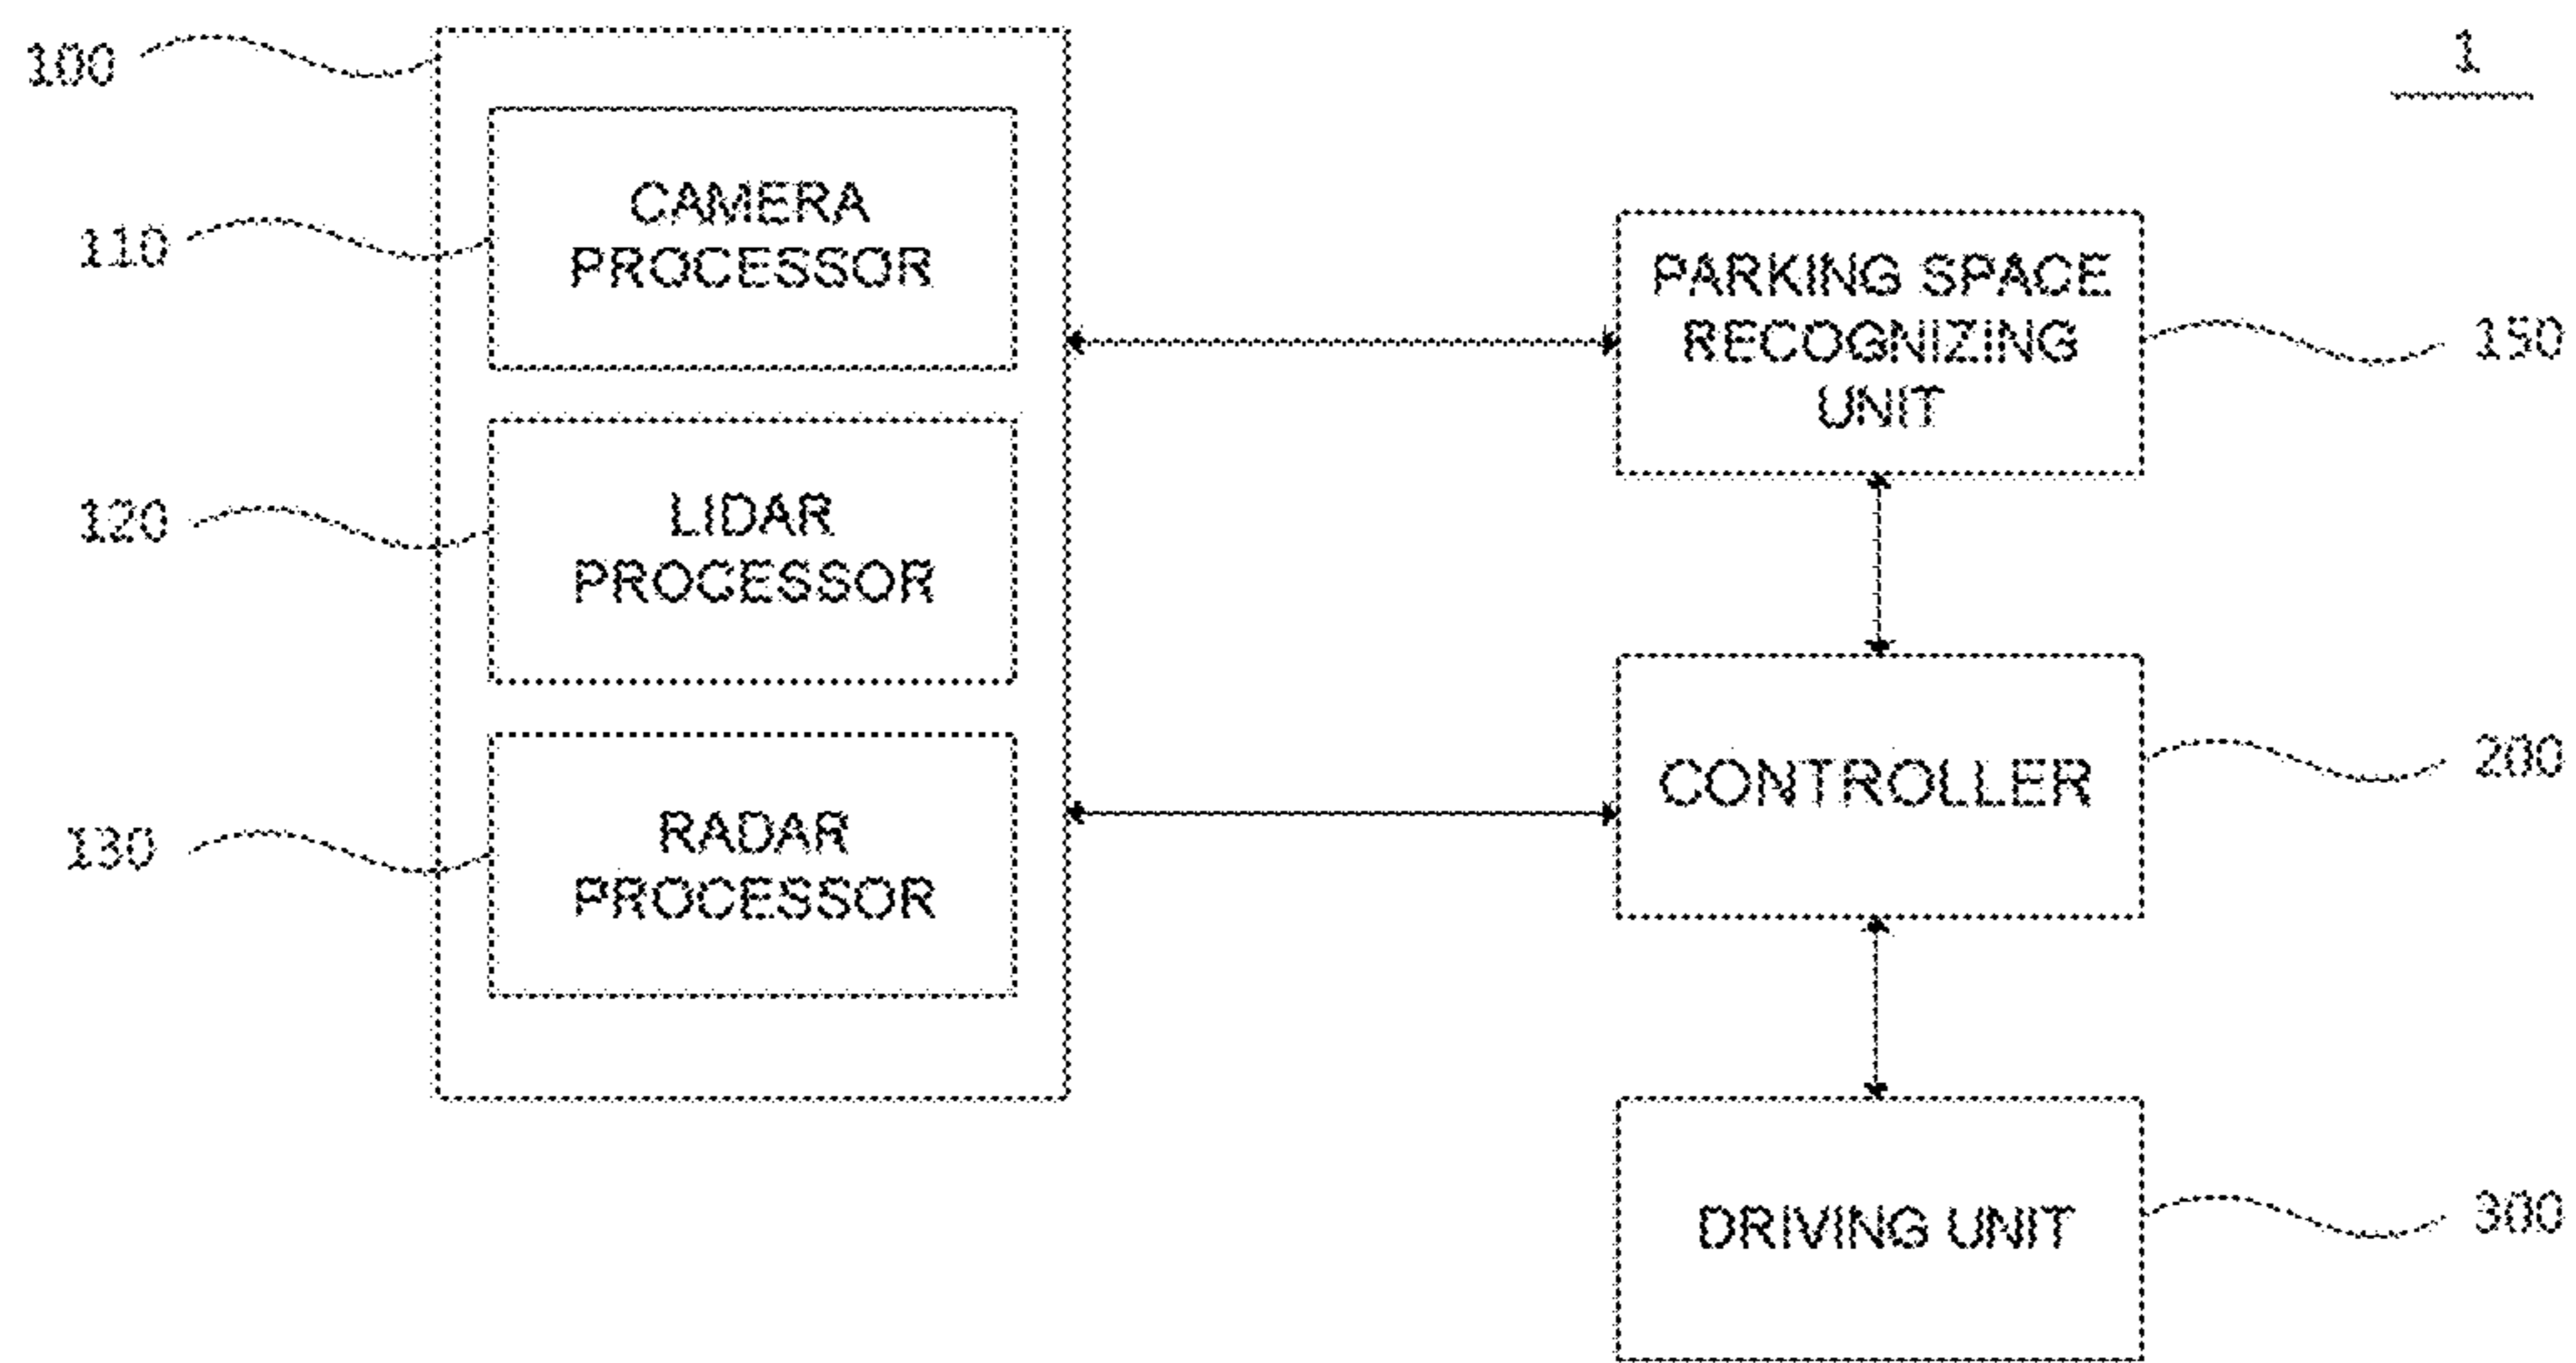 100
1
110
CAMERA
PROCESSOR
PARKING SPACE
RECOGNIZING
UNIT
150
120
LIDAR
PROCESSOR
130
RADAR
PROCESSOR
CONTROLLER
200
DRIVING UNIT
300